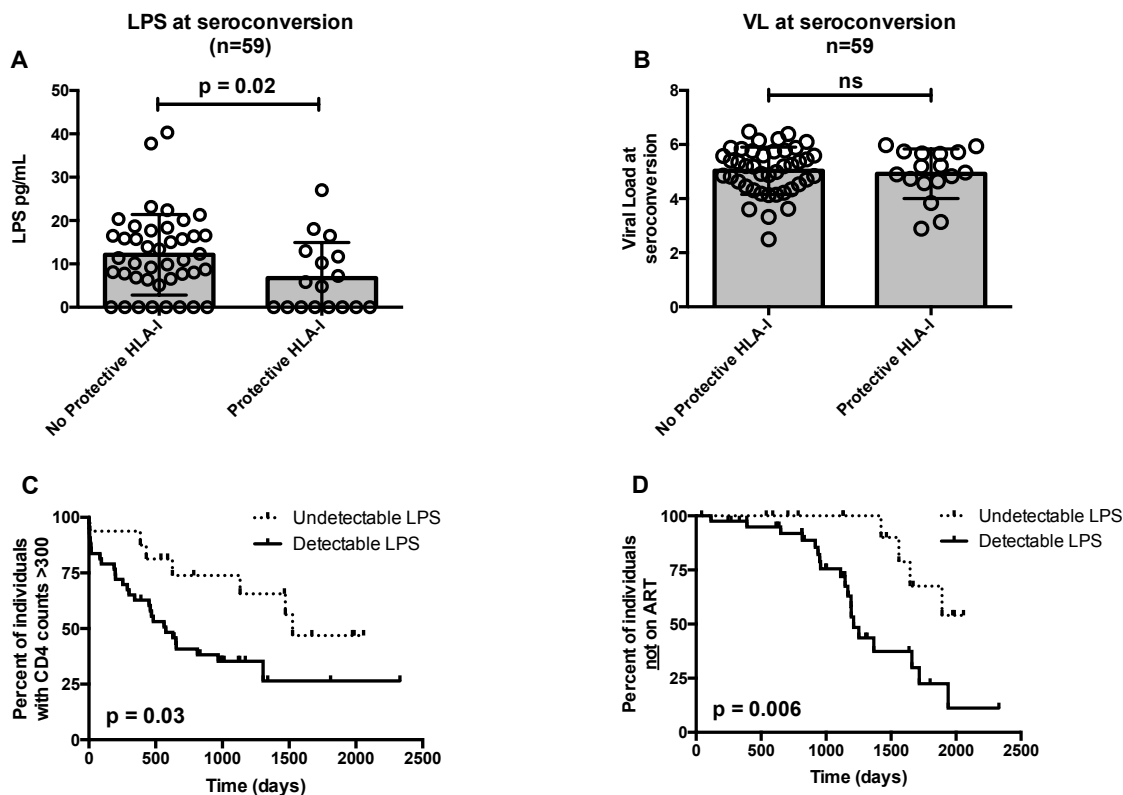 LPS at seroconversion
(n=59)
A
p = 0.02
50
40
30
20
10
0
LPS pg/mL
No Protective HLA-I
Protective HLA-I
VL at seroconversion
n=59
B
ns
8
6
4
2
0
Viral Load at
seroconversion
No Protective HLA-I
Protective HLA-I
C
Undetectable LPS
Detectable LPS
100
75
50
25
0
Percent of individuals
with CD4 counts >300
p = 0.03
0 500 1000 1500 2000 2500
Time (days)
D
Undetectable LPS
Detectable LPS
100
75
50
25
0
Percent of individuals
not on ART
p = 0.006
0 500 1000 1500 2000 2500
Time (days)